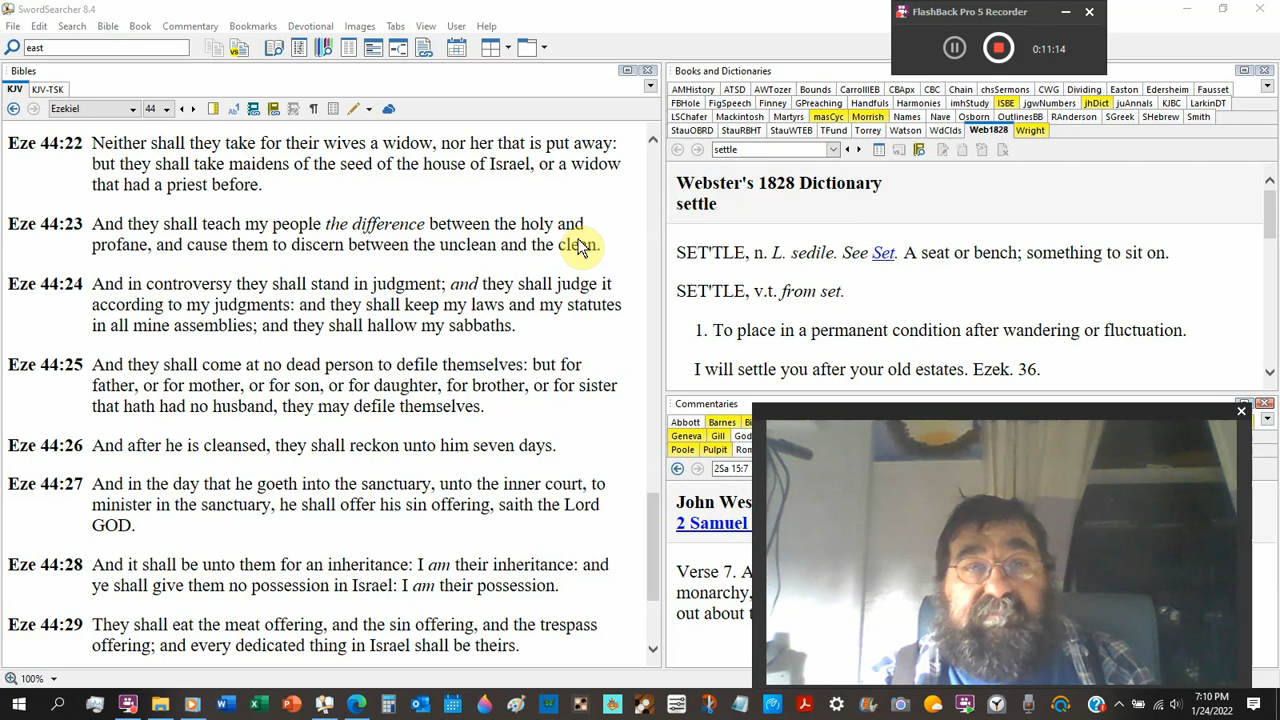 SwordSearcher 8.4
FlashBack Pro 5 Recorder
File Edit Search Bible Book Commentary Bookmarks Devotional Images Tabs View User Help
0:11:14
east
Bibles
Books and Dictionaries
KJV KJV-TSK
AMHistory ATSD AWTozer Bounds CarrollIEB CApx CBC Chain chsSermons CWG Dividing Easton Edersheim Fausset
FBHole FigSpeech Finney GPreaching Handfuls Harmonies imhStudy ISBE jgwNumbers jhDict juAnnals KJBC LarkinDT
LSChafer Mackintosh Martyrs masCyc Morrish Names Nave Osborn OutlinesBB RAnderson SGreek SHebrew Smith
StauOBRD StauRBHT StauWTEB TFund Torrey Watson WdClds Web1828 Wright
Ezekiel 44
settle
Eze 44:22 Neither shall they take for their wives a widow, nor her that is put away:
but they shall take maidens of the seed of the house of Israel, or a widow
that had a priest before.
Eze 44:23 And they shall teach my people the difference between the holy and
profane, and cause them to discern between the unclean and the clean.
Eze 44:24 And in controversy they shall stand in judgment; and they shall judge it
according to my judgments: and they shall keep my laws and my statutes
in all mine assemblies; and they shall hallow my sabbaths.
Eze 44:25 And they shall come at no dead person to defile themselves: but for
father, or for mother, or for son, or for daughter, for brother, or for sister
that hath had no husband, they may defile themselves.
Eze 44:26 And after he is cleansed, they shall reckon unto him seven days.
Eze 44:27 And in the day that he goeth into the sanctuary, unto the inner court, to
minister in the sanctuary, he shall offer his sin offering, saith the Lord
GOD.
Eze 44:28 And it shall be unto them for an inheritance: I am their inheritance: and
ye shall give them no possession in Israel: I am their possession.
Eze 44:29 They shall eat the meat offering, and the sin offering, and the trespass
offering; and every dedicated thing in Israel shall be theirs.
Webster's 1828 Dictionary
settle
SET'TLE, n. L. sedile. See Set. A seat or bench; something to sit on.
SET'TLE, v.t. from set.
1. To place in a permanent condition after wandering or fluctuation.
I will settle you after your old estates. Ezek. 36.
Commentaries
Abbott Barnes
Geneva Gill
Poole Pulpit
2Sa 15:7
John Wes
2 Samuel
Verse 7. A
monarchy,
out about t
100%
7:10 PM
1/24/2022